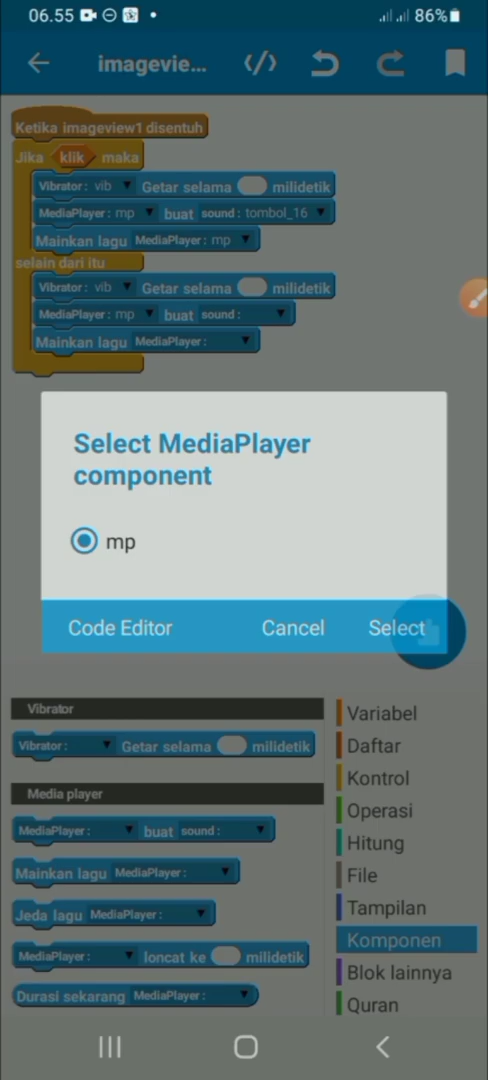 06.55
86%
imagevie...
Ketika imageview1 disentuh
Jika klik maka
Vibrator: vib Getar selama milidetik
MediaPlayer: mp buat sound: tombol_16
Mainkan lagu MediaPlayer: mp
selain dari itu
Vibrator: vib Getar selama milidetik
MediaPlayer: mp buat sound:
Mainkan lagu MediaPlayer:
Select MediaPlayer
component
mp
Code Editor
Cancel
Select
Vibrator
Vibrator: Getar selama milidetik
Media player
MediaPlayer: buat sound:
Mainkan lagu MediaPlayer:
Jeda lagu MediaPlayer:
MediaPlayer: loncat ke milidetik
Durasi sekarang MediaPlayer:
Variabel
Daftar
Kontrol
Operasi
Hitung
File
Tampilan
Komponen
Blok lainnya
Quran